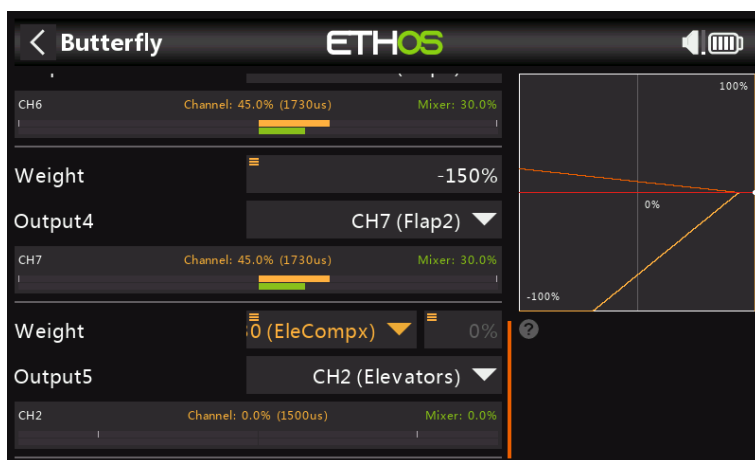 Butterfly
ETHOS
CH6 Channel: 45.0% (1730us) Mixer: 30.0%
Weight -150%
Output4 CH7 (Flap2)
CH7 Channel: 45.0% (1730us) Mixer: 30.0%
Weight (EleCompx) 0%
Output5 CH2 (Elevators)
CH2 Channel: 0.0% (1500us) Mixer: 0.0%
100%
0%
-100%
?